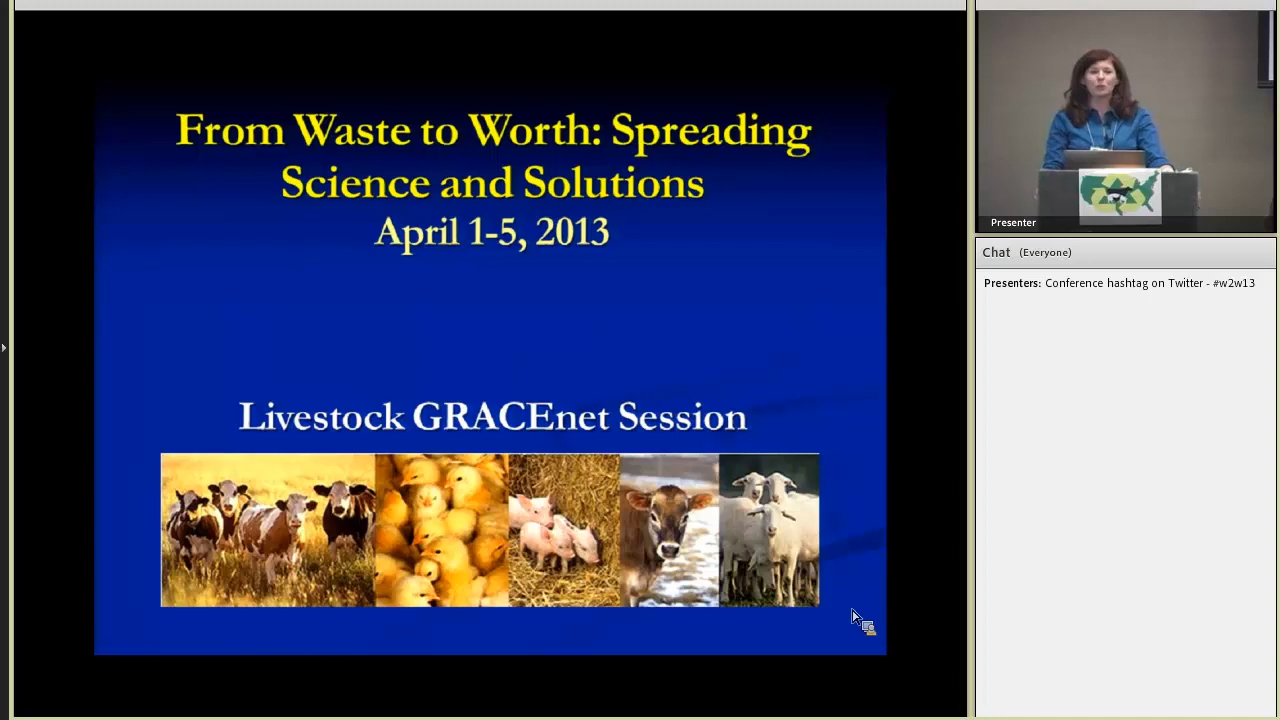 From Waste to Worth: Spreading
Science and Solutions
April 1-5, 2013
Livestock GRACEnet Session
Presenter
Chat (Everyone)
Presenters: Conference hashtag on Twitter - #w2w13